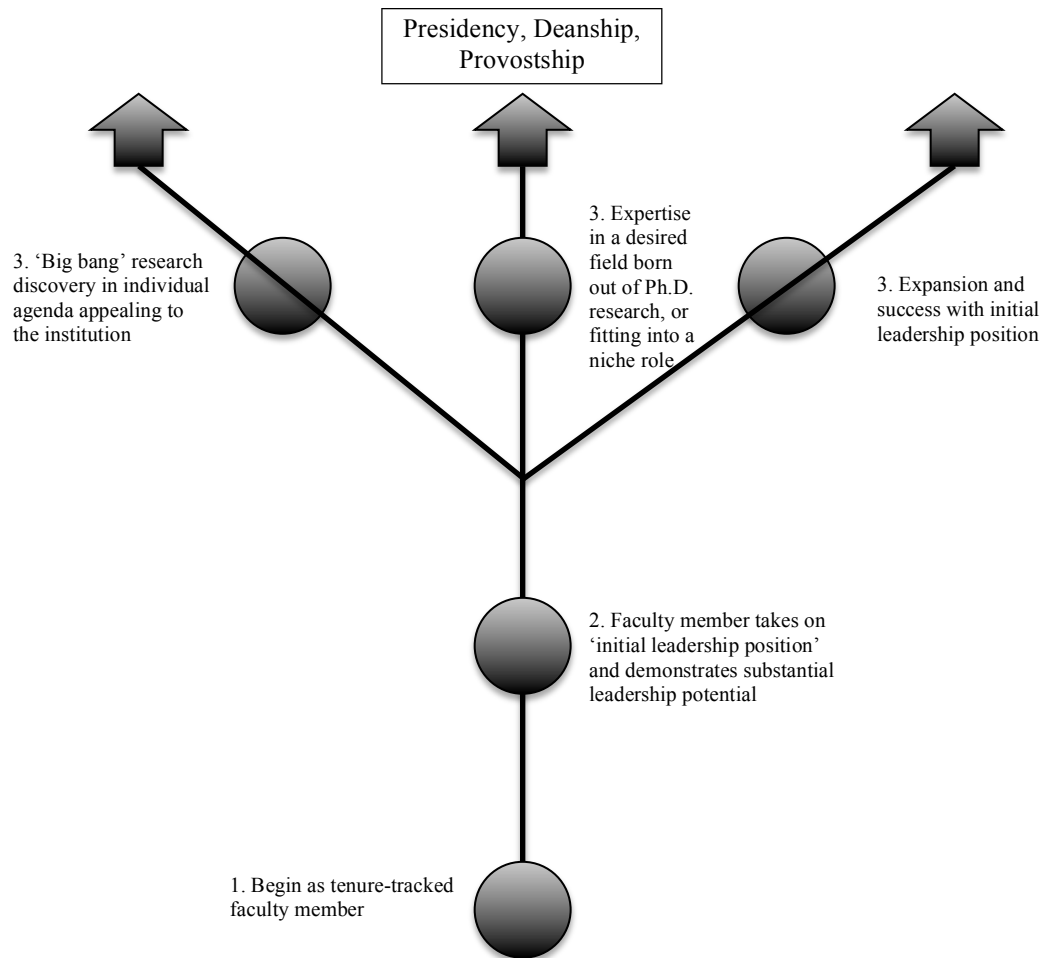 Presidency, Deanship,
Provostship
3. ‘Big bang’ research
discovery in individual
agenda appealing to
the institution
3. Expertise
in a desired
field born
out of Ph.D.
research, or
fitting into a
niche role
3. Expansion and
success with initial
leadership position
2. Faculty member takes on
‘initial leadership position’
and demonstrates substantial
leadership potential
1. Begin as tenure-tracked
faculty member